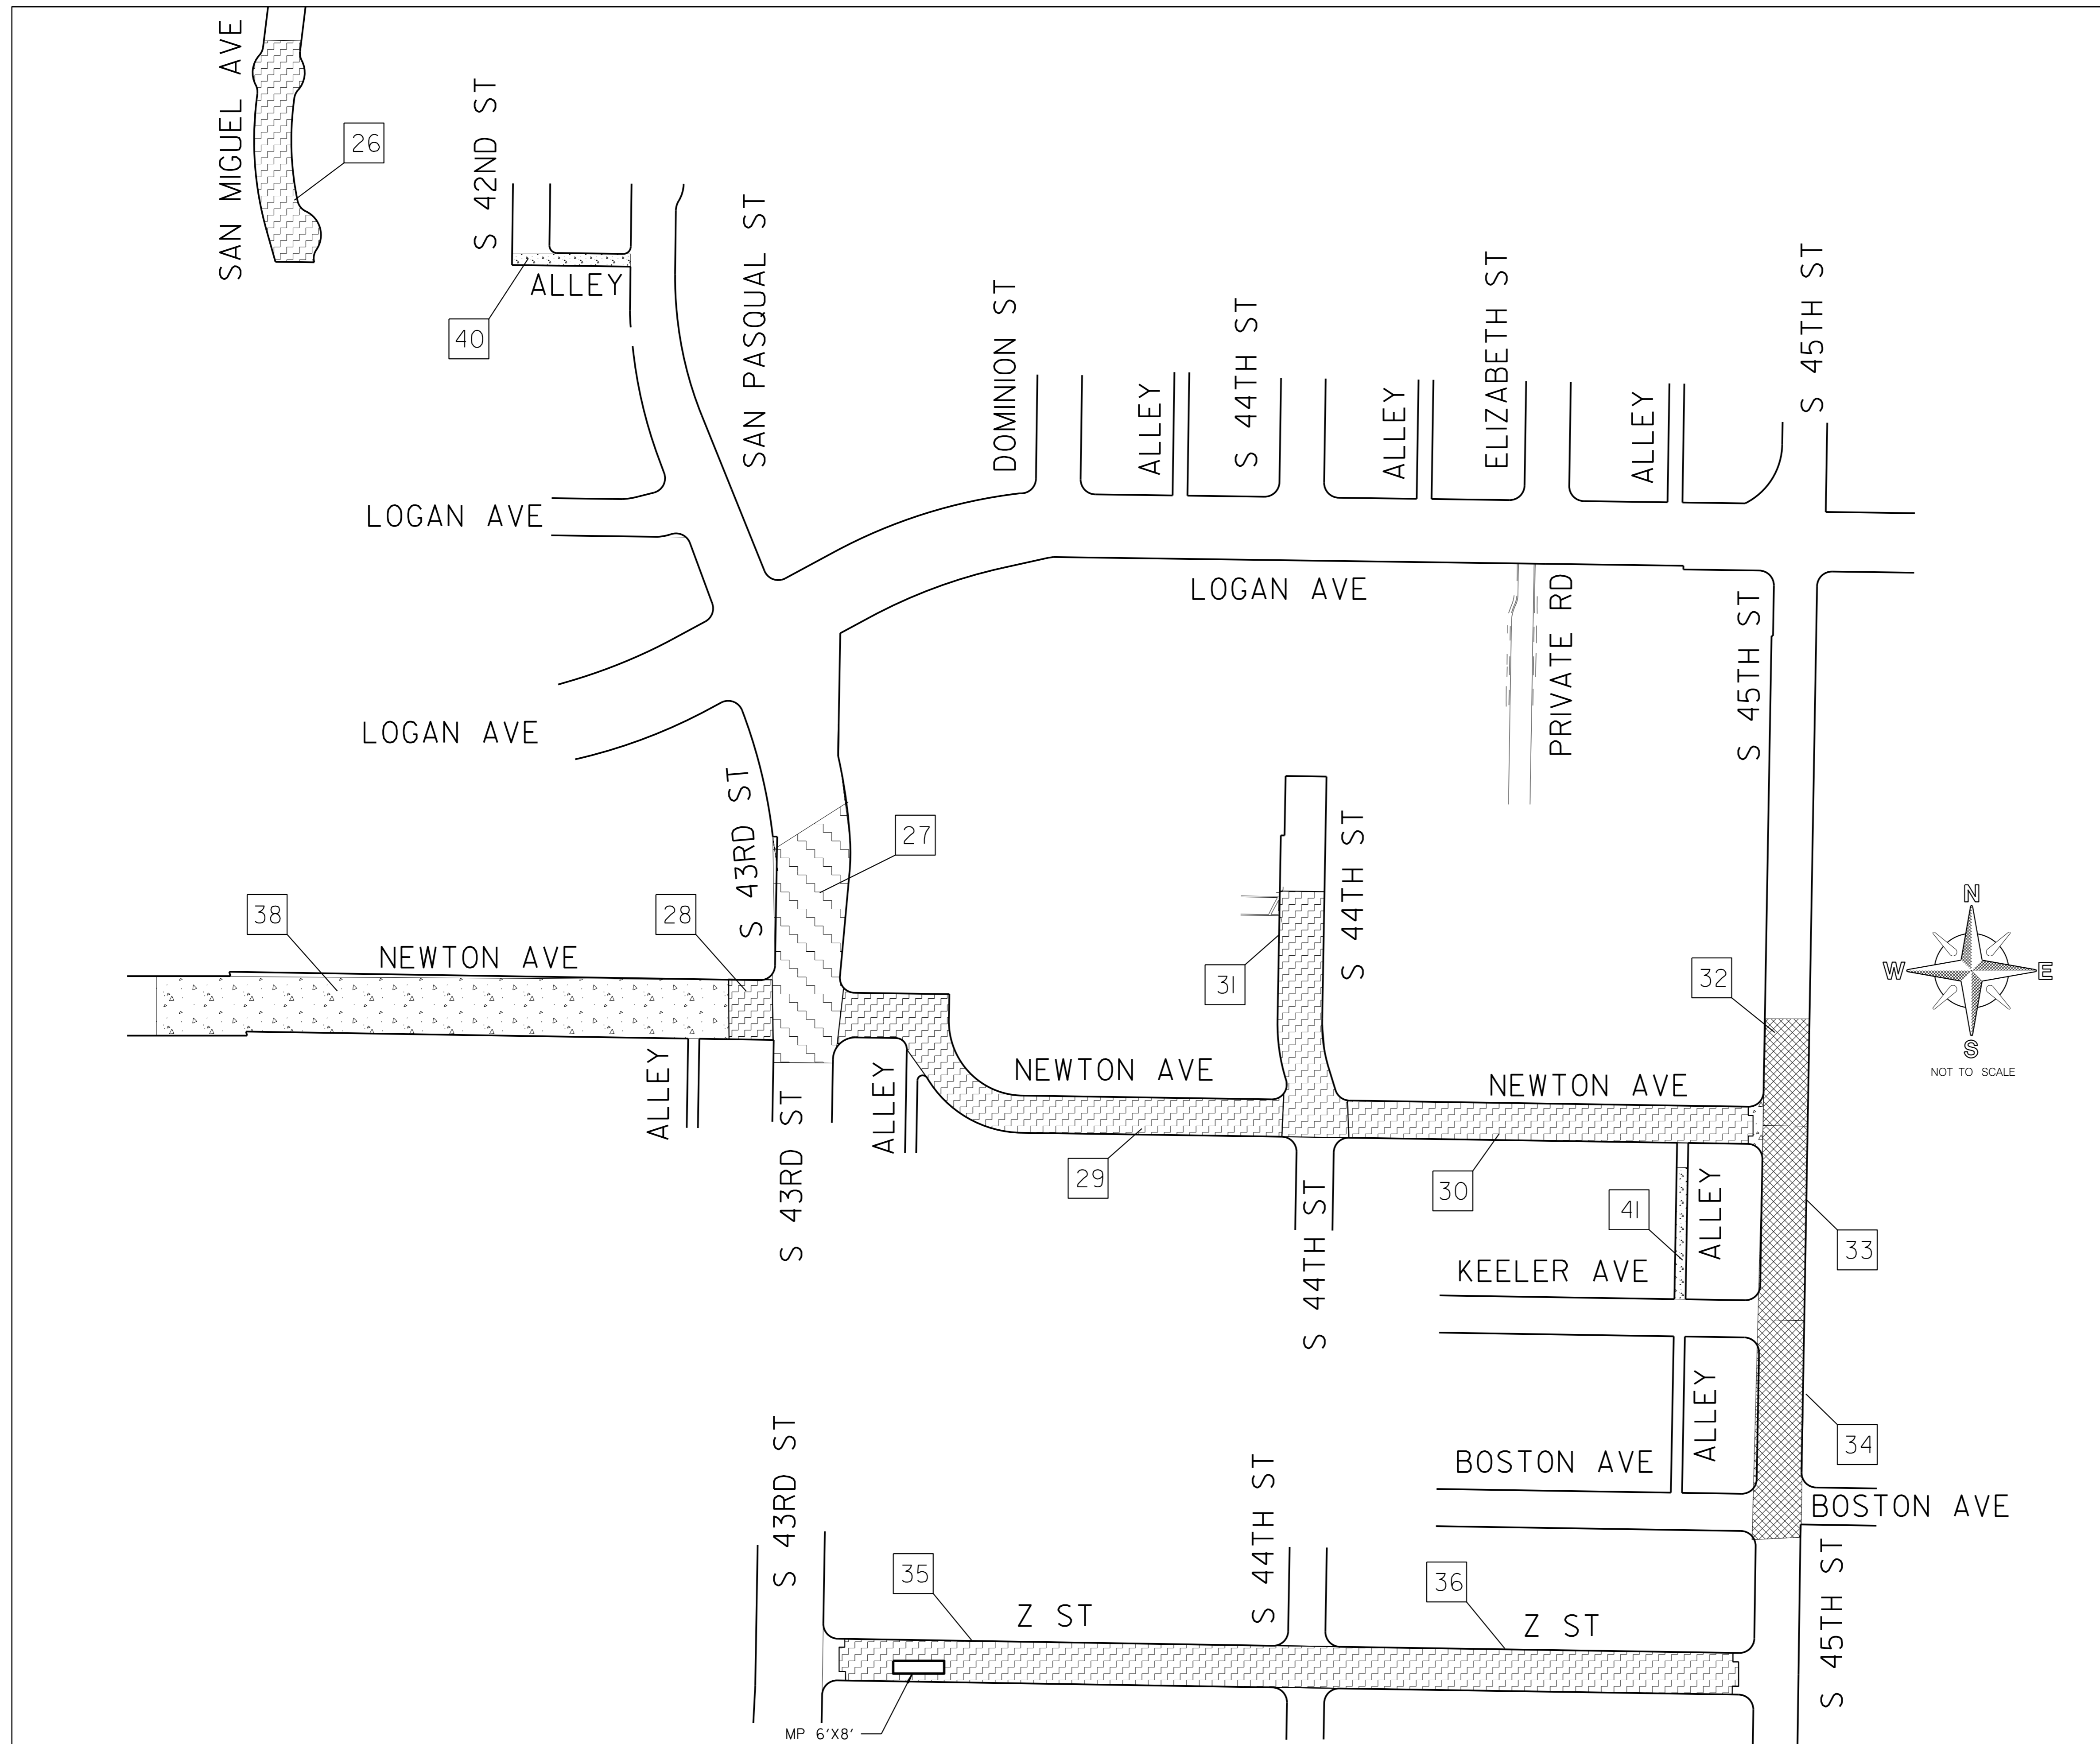 SAN MIGUEL AVE
26
S 42ND ST
40
ALLEY
SAN PASQUAL ST
DOMINION ST
ALLEY
S 44TH ST
ALLEY
ELIZABETH ST
ALLEY
S 45TH ST
LOGAN AVE
LOGAN AVE
PRIVATE RD
S 45TH ST
LOGAN AVE
S 43RD ST
27
S 44TH ST
38
28
NEWTON AVE
31
32
N
W
E
S
NOT TO SCALE
ALLEY
S 43RD ST
ALLEY
NEWTON AVE
NEWTON AVE
29
30
S 44TH ST
41
ALLEY
33
KEELER AVE
ALLEY
34
BOSTON AVE
BOSTON AVE
S 43RD ST
S 44TH ST
35
36
Z ST
Z ST
S 45TH ST
MP 6'X8'